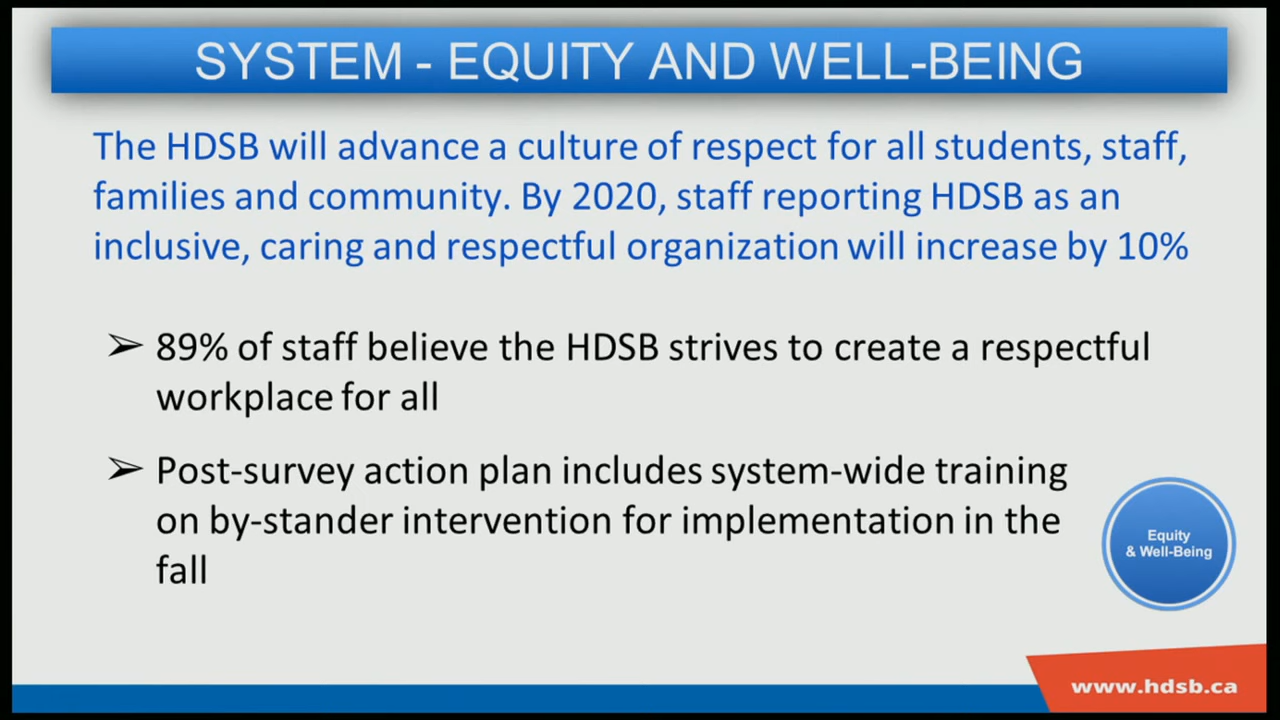 SYSTEM - EQUITY AND WELL-BEING
The HDSB will advance a culture of respect for all students, staff,
families and community. By 2020, staff reporting HDSB as an
inclusive, caring and respectful organization will increase by 10%
➢ 89% of staff believe the HDSB strives to create a respectful
workplace for all
➢ Post-survey action plan includes system-wide training
on by-stander intervention for implementation in the
fall
Equity
& Well-Being
www.hdsb.ca